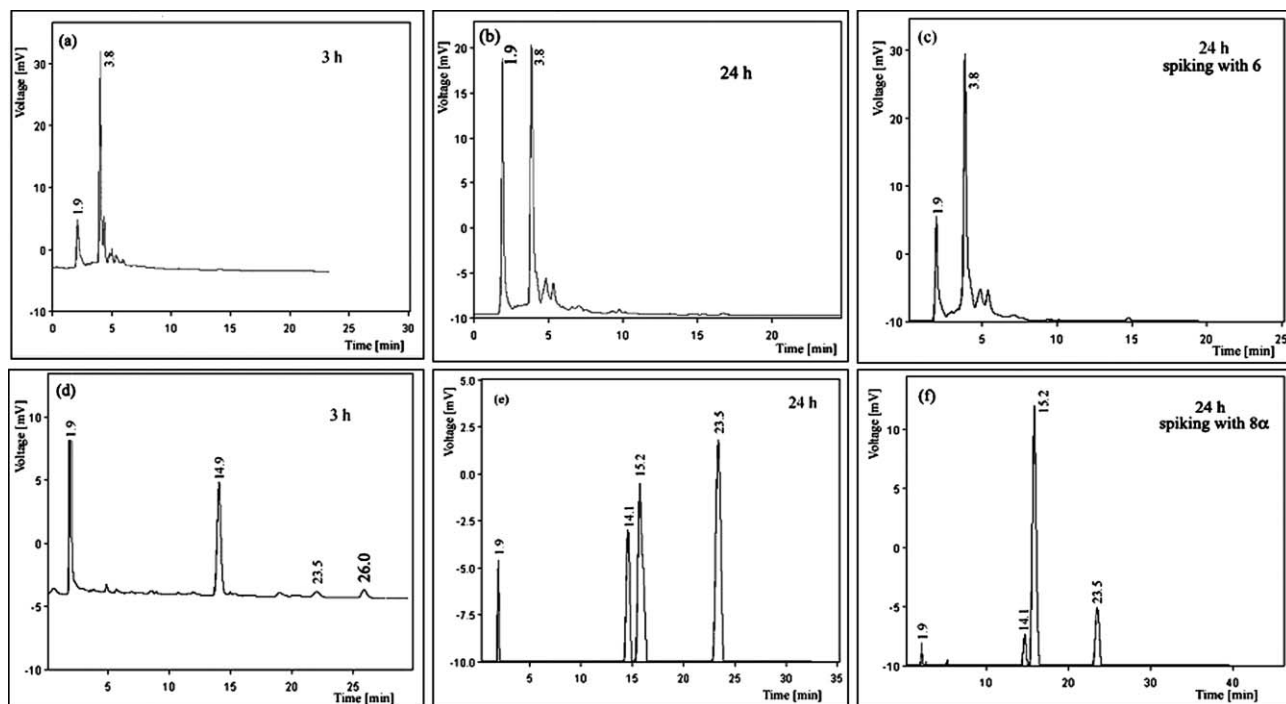 (a)
3 h
Voltage [mV]
30
20
10
0
-10
1.9
3.8
0 5 10 15 20 25 30
Time [min]
(b)
24 h
Voltage [mV]
20
15
10
5
0
-5
-10
1.9
3.8
0 5 10 15 20
Time [min]
(c)
24 h
spiking with 6
Voltage [mV]
30
20
10
0
-10
1.9
3.8
5 10 15 20 25
Time [min]
(d)
3 h
Voltage [mV]
10
5
0
-5
-10
1.9
14.9
23.5
26.0
0 5 10 15 20 25
Time [min]
(e)
24 h
Voltage [mV]
5.0
2.5
0.0
-2.5
-5.0
-7.5
-10.0
1.9
14.1
15.2
23.5
0 5 10 15 20 25 30 35
Time [min]
(f)
24 h
spiking with 8α
Voltage [mV]
10
5
0
-5
-10
1.9
14.1
15.2
23.5
10 20 30 40
Time [min]